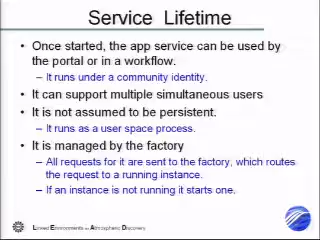 Service Lifetime
• Once started, the app service can be used by
the portal or in a workflow.
– It runs under a community identity.
• It can support multiple simultaneous users
• It is not assumed to be persistent.
– It runs as a user space process.
• It is managed by the factory
– All requests for it are sent to the factory, which routes
the request to a running instance.
– If an instance is not running it starts one.
Linked Environments for Atmospheric Discovery